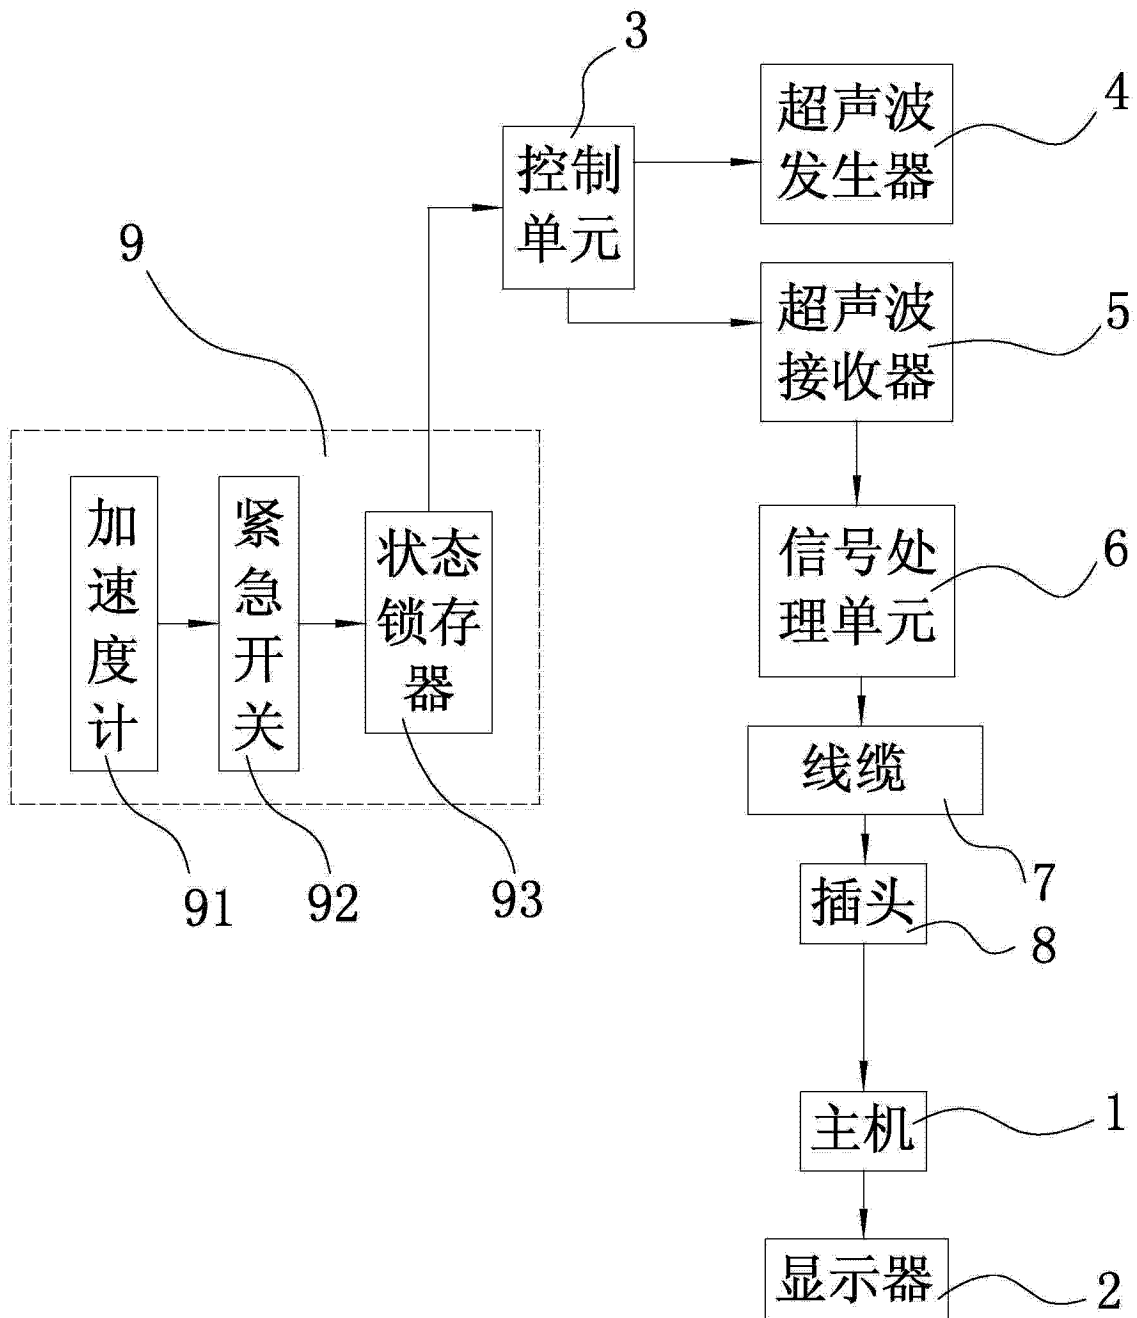 3
超声波
发生器
4
控制
单元
9
超声波
接收器
5
加
速
度
计
紧
急
开
关
状态
锁存
器
信号处
理单元
6
线缆
91
92
93
7
插头
8
主机
1
显示器
2